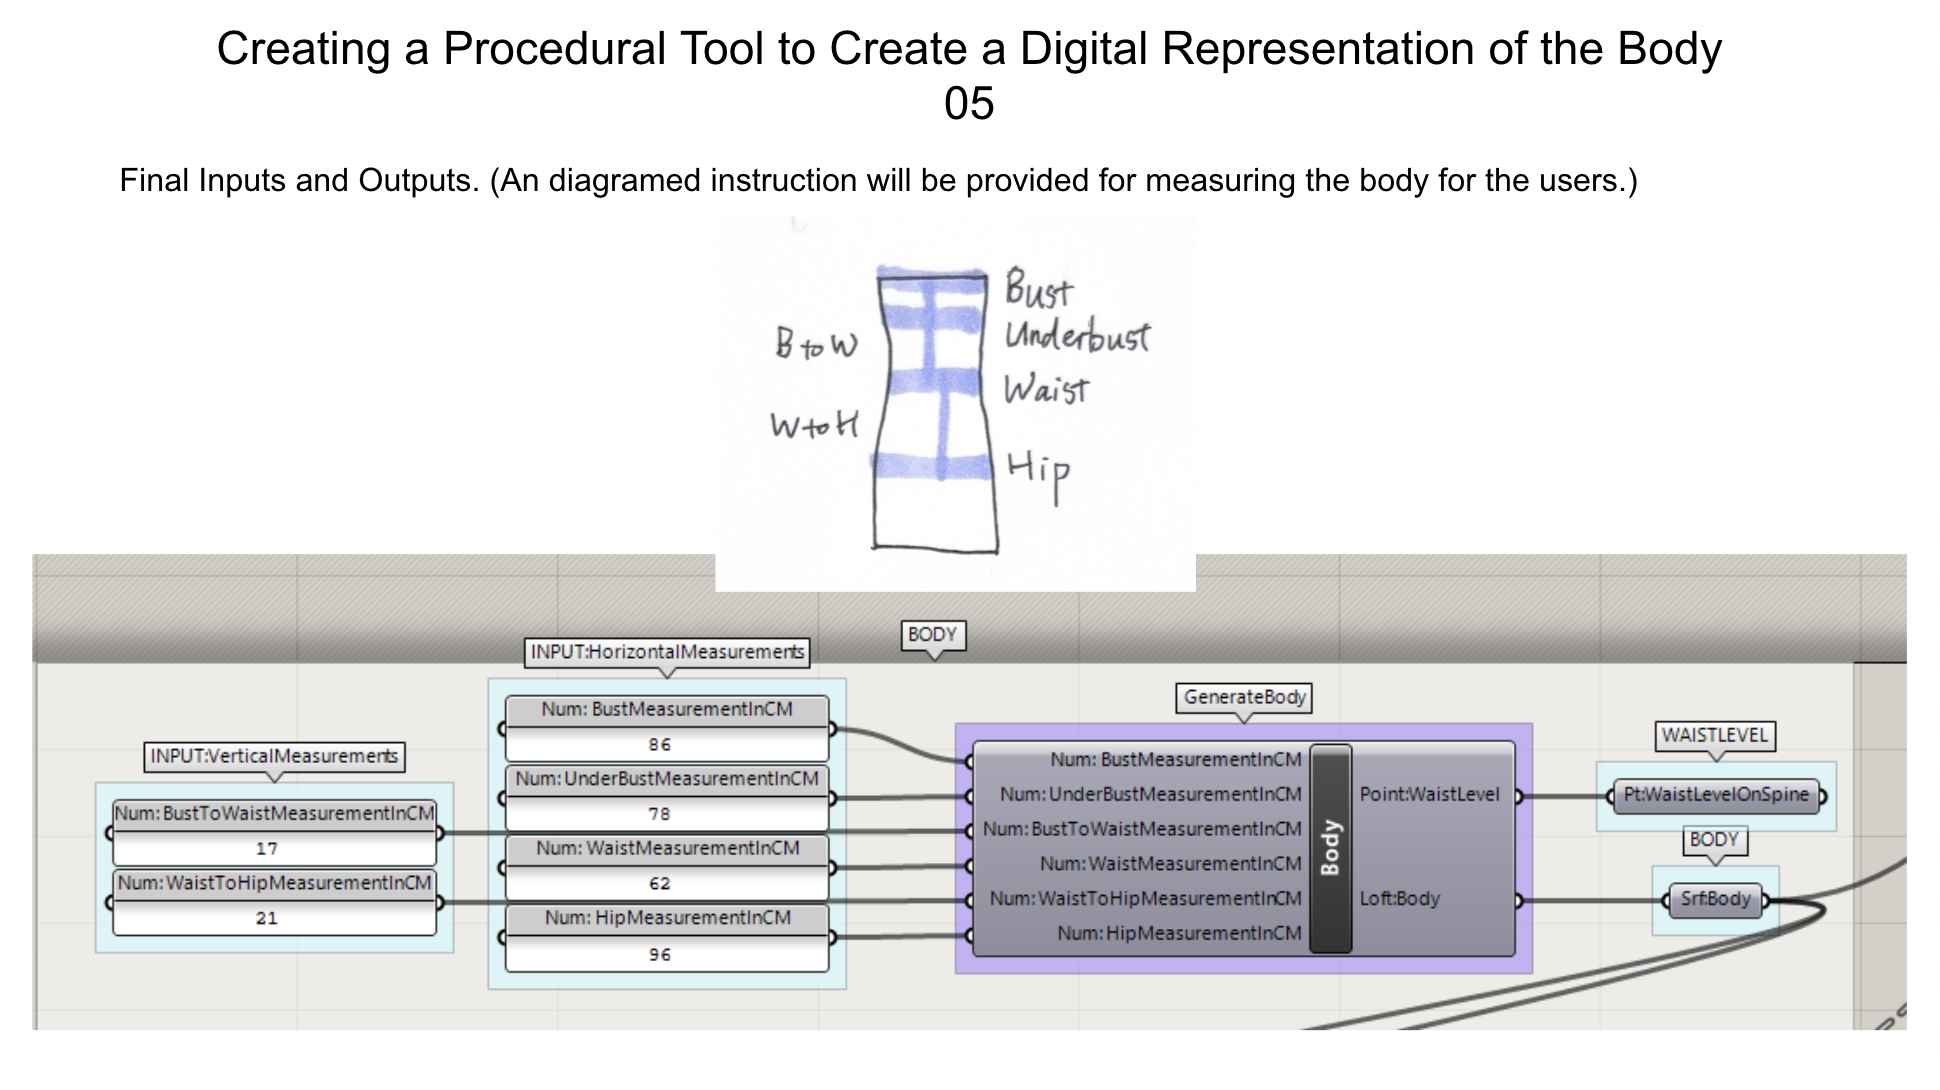 Creating a Procedural Tool to Create a Digital Representation of the Body
05
Final Inputs and Outputs. (An diagramed instruction will be provided for measuring the body for the users.)
Bust
Underbust
B to W
Waist
W to H
Hip
BODY
INPUT:HorizontalMeasurements
Num: BustMeasurementInCM
86
Num: UnderBustMeasurementInCM
78
Num: WaistMeasurementInCM
62
Num: HipMeasurementInCM
96
INPUT:VerticalMeasurements
Num: BustToWaistMeasurementInCM
17
Num: WaistToHipMeasurementInCM
21
GenerateBody
Num: BustMeasurementInCM
Num: UnderBustMeasurementInCM
Num: BustToWaistMeasurementInCM
Num: WaistMeasurementInCM
Num: WaistToHipMeasurementInCM
Num: HipMeasurementInCM
Body
Point:WaistLevel
Loft:Body
WAISTLEVEL
Pt:WaistLevelOnSpine
BODY
Srf:Body